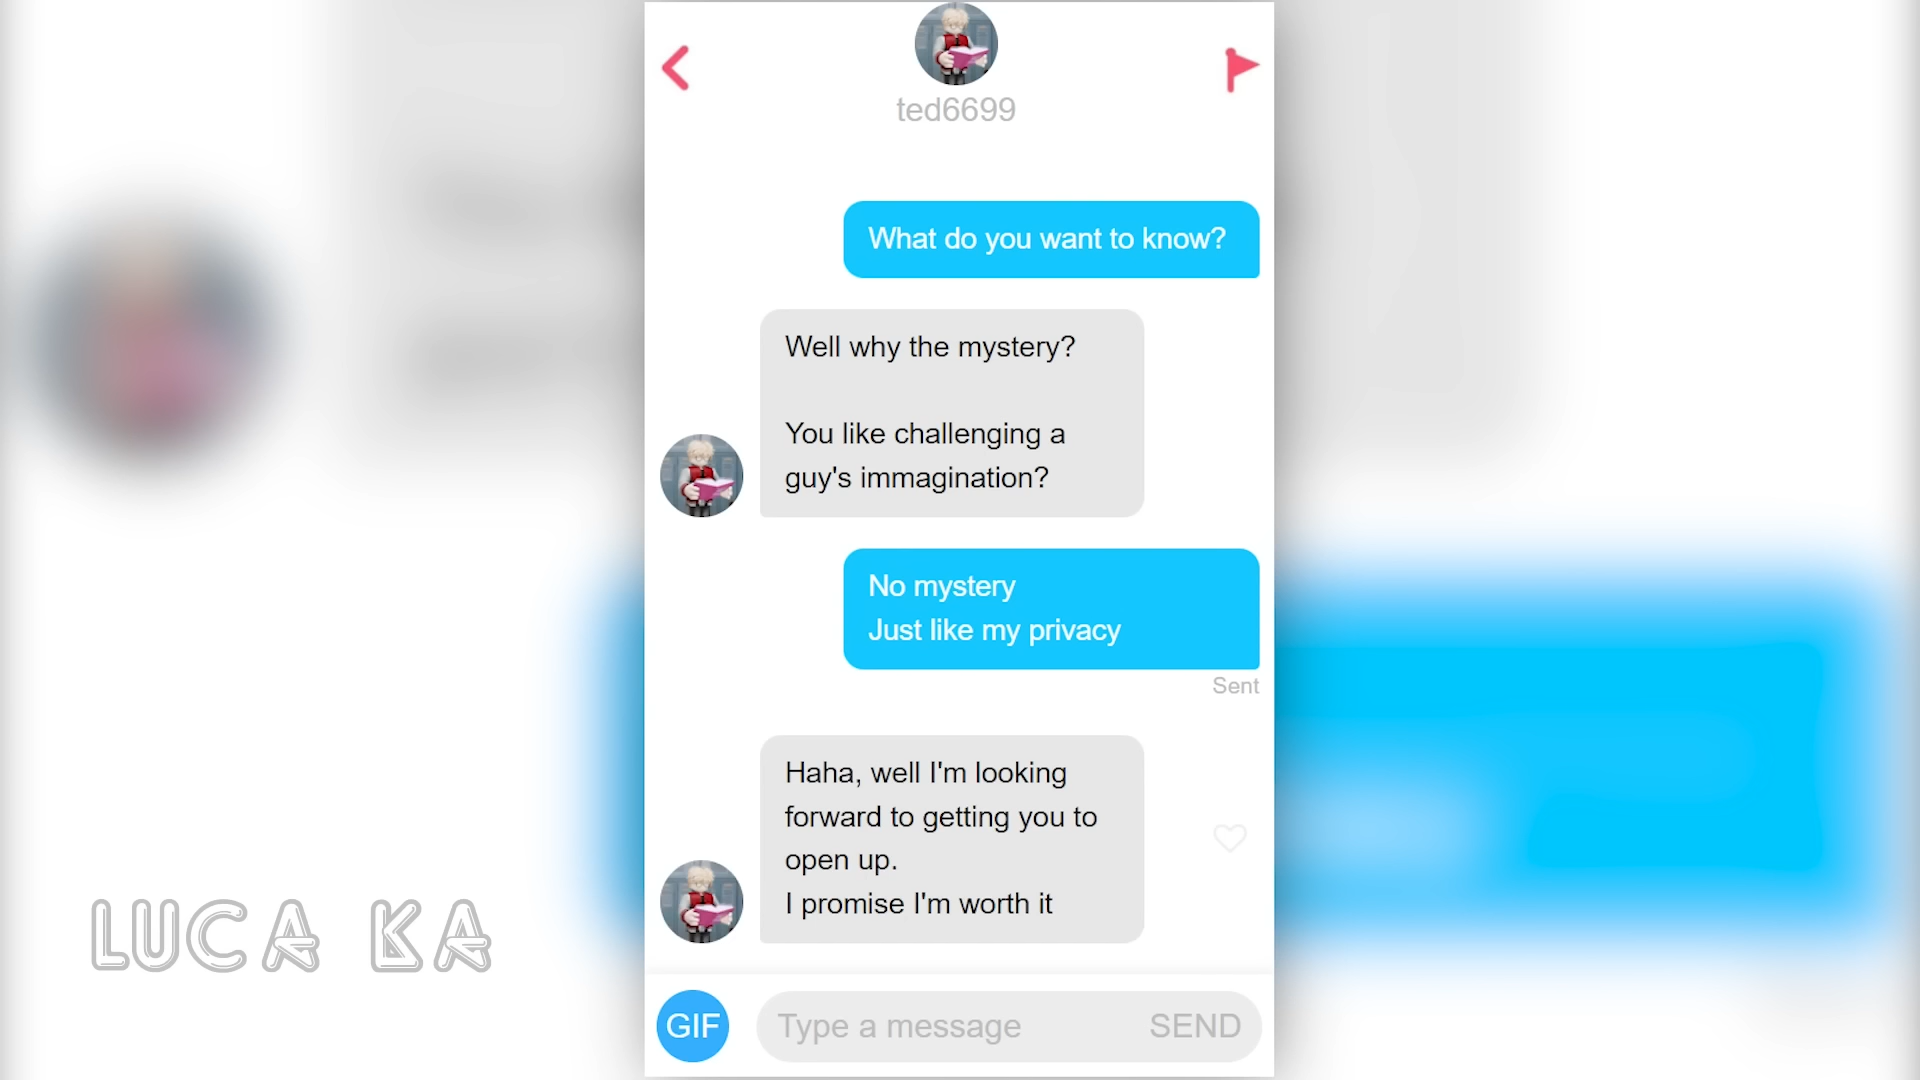 ted6699
What do you want to know?
Well why the mystery?
You like challenging a
guy's immagination?
No mystery
Just like my privacy
Sent
Haha, well I'm looking
forward to getting you to
open up.
I promise I'm worth it
LUCA KA
GIF
Type a message
SEND